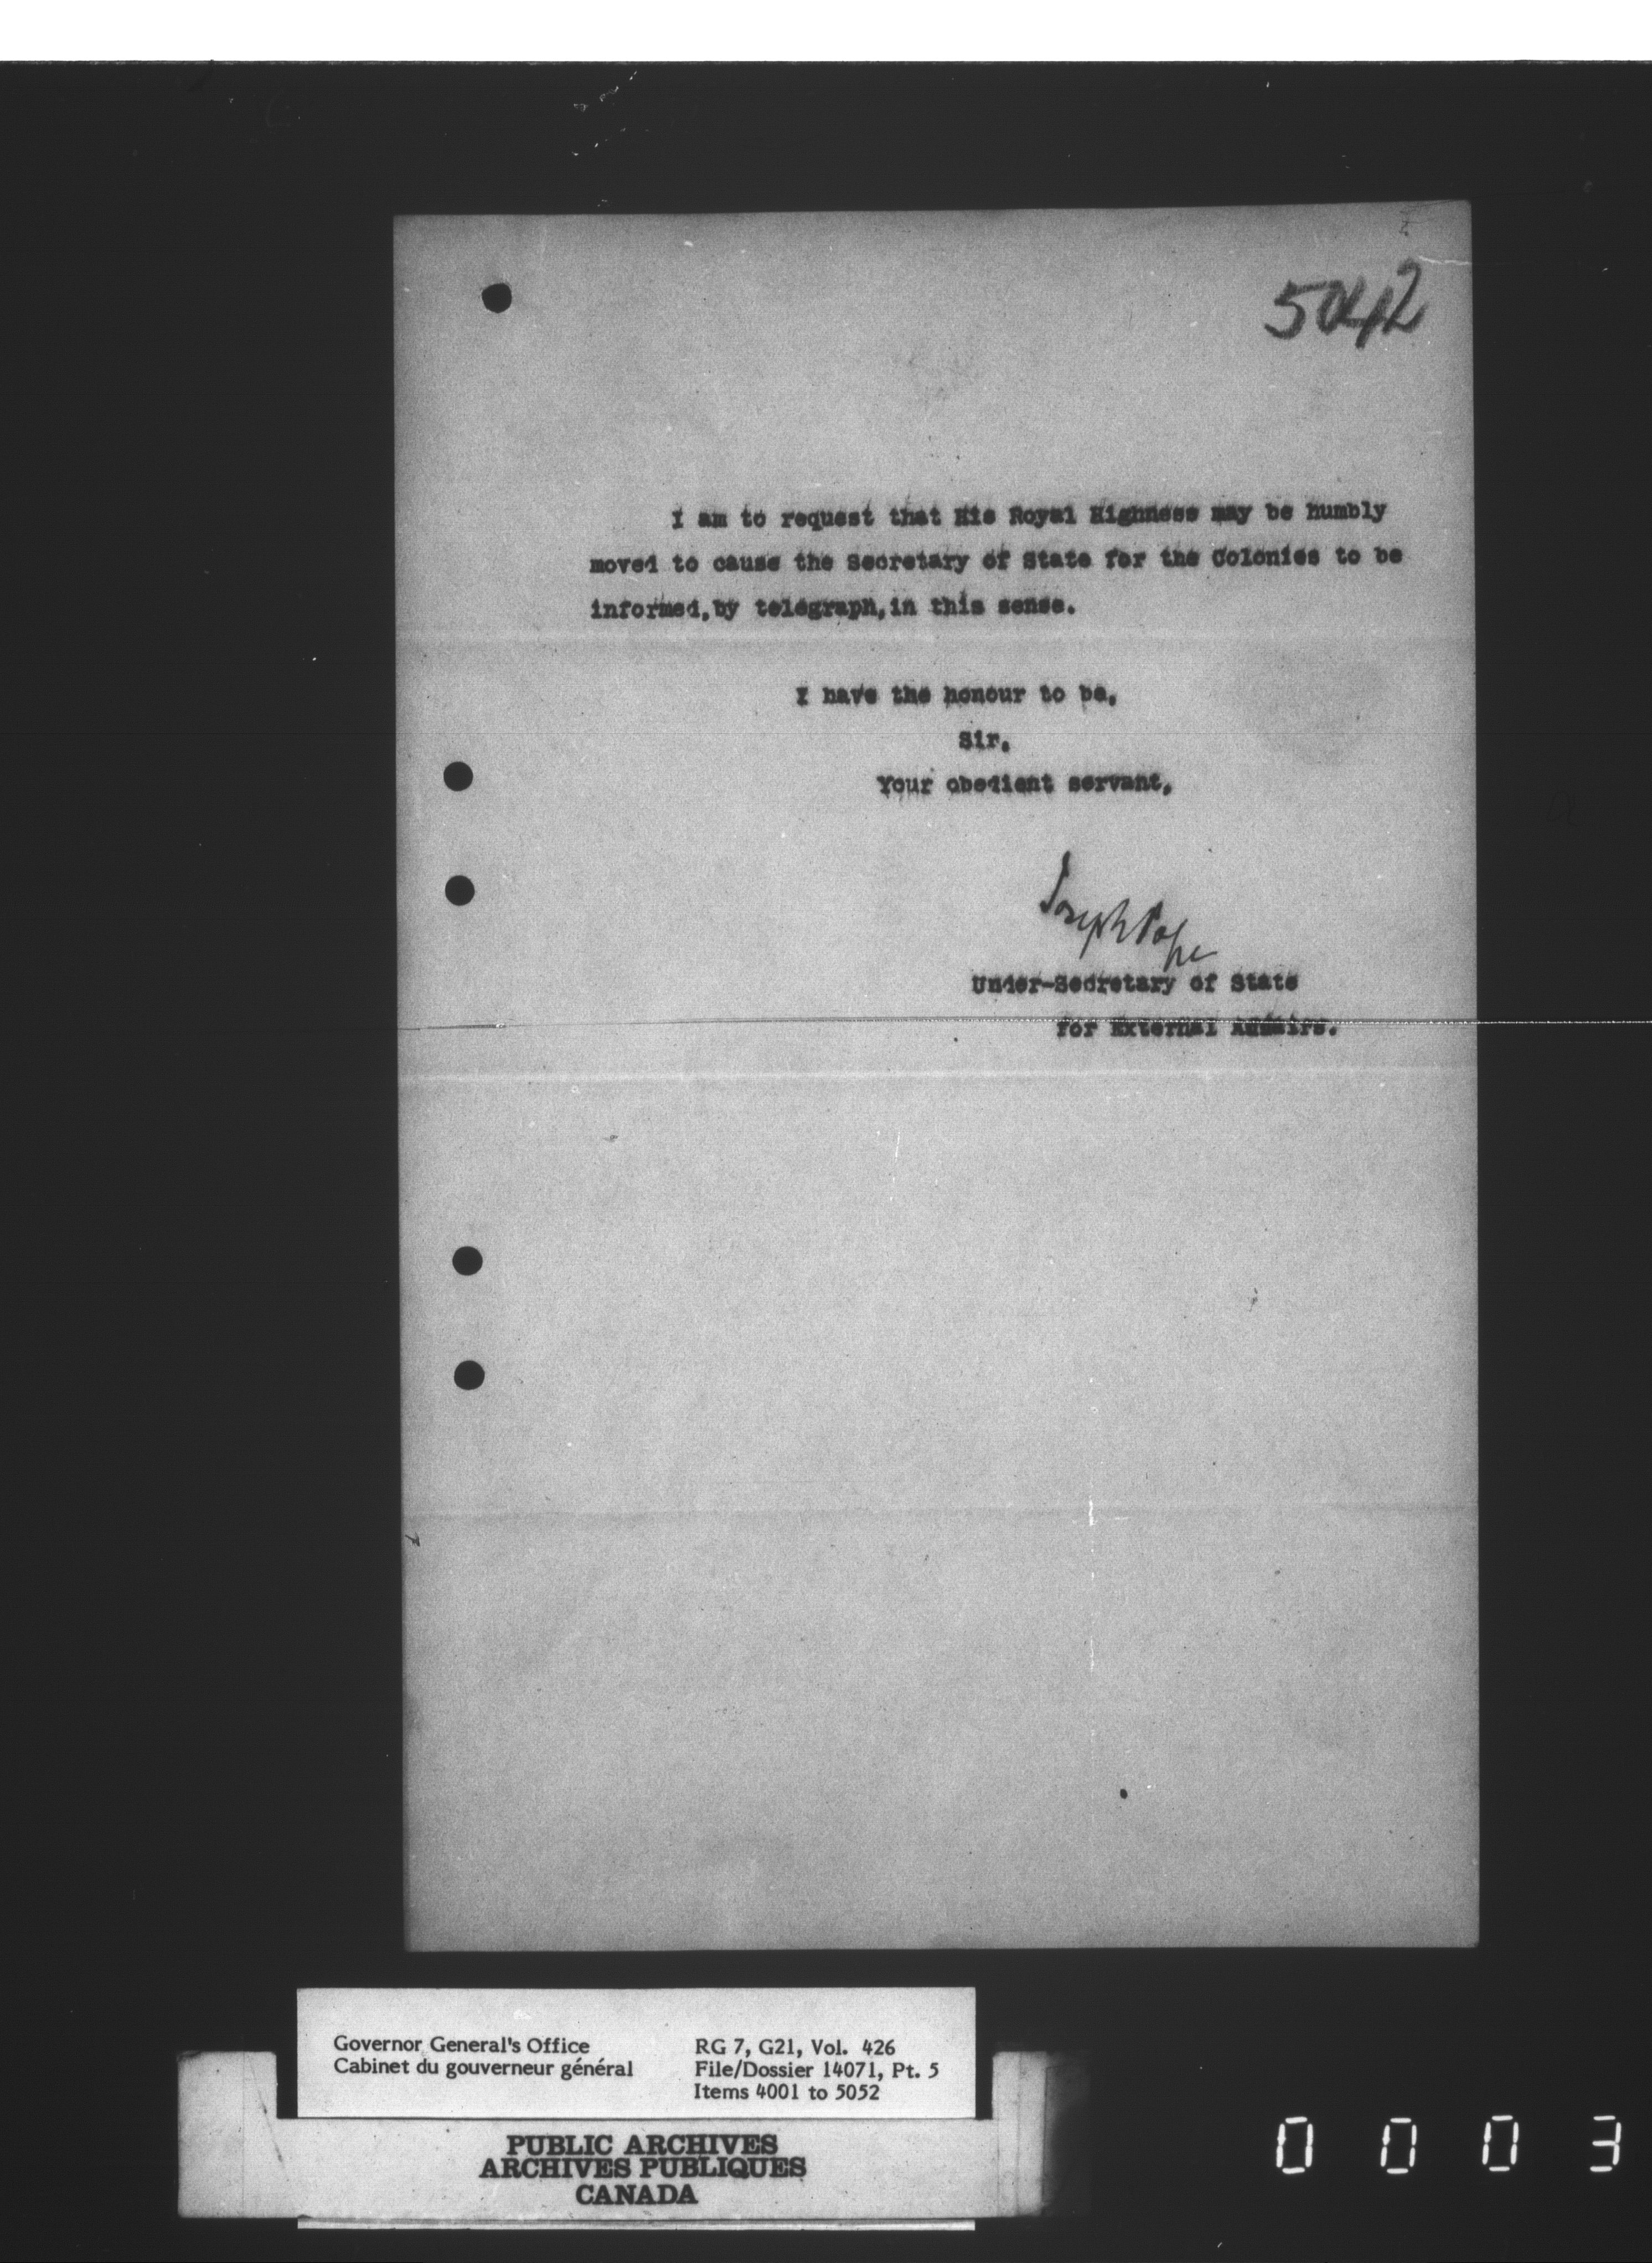 5042
I am to request that His Royal Highness may be humbly
moved to cause the Secretary of State for the Colonies to be
informed, by telegraph, in this sense.
I have the honour to be,
Sir,
Your obedient servant,
Joseph Pope
Under-Secretary of State
for External Affairs.
Governor General's Office
Cabinet du gouverneur général
RG 7, G21, Vol. 426
File/Dossier 14071, Pt. 5
Items 4001 to 5052
PUBLIC ARCHIVES
ARCHIVES PUBLIQUES
CANADA
0003